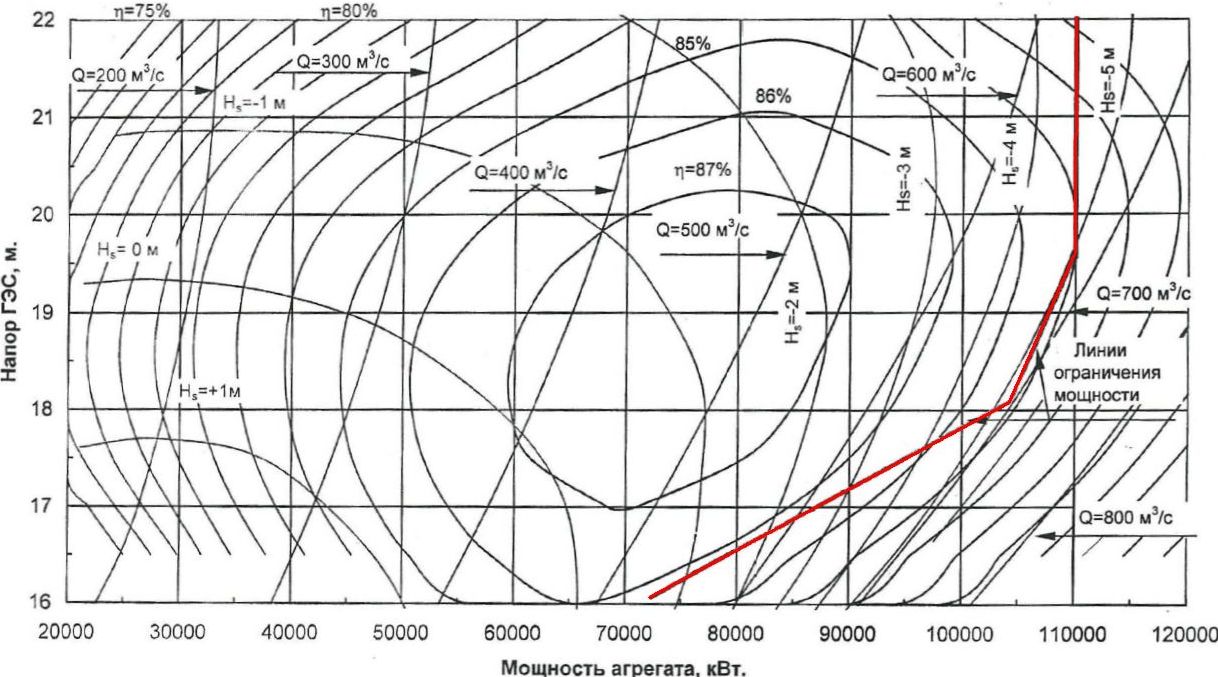 η=75%
η=80%
22
21
20
19
18
17
16
Напор ГЭС, м.
Q=200 м³/с
Q=300 м³/с
85%
Q=600 м³/с
Hs=-5 м
Hₛ=-1 м
86%
Hₛ=-4 м
Q=400 м³/с
η=87%
Hs=-3 м
Q=500 м³/с
Hₛ= 0 м
Hₛ=-2 м
Q=700 м³/с
Линии
ограничения
мощности
Hₛ=+1м
Q=800 м³/с
20000 30000 40000 50000 60000 70000 80000 90000 100000 110000 120000
Мощность агрегата, кВт.